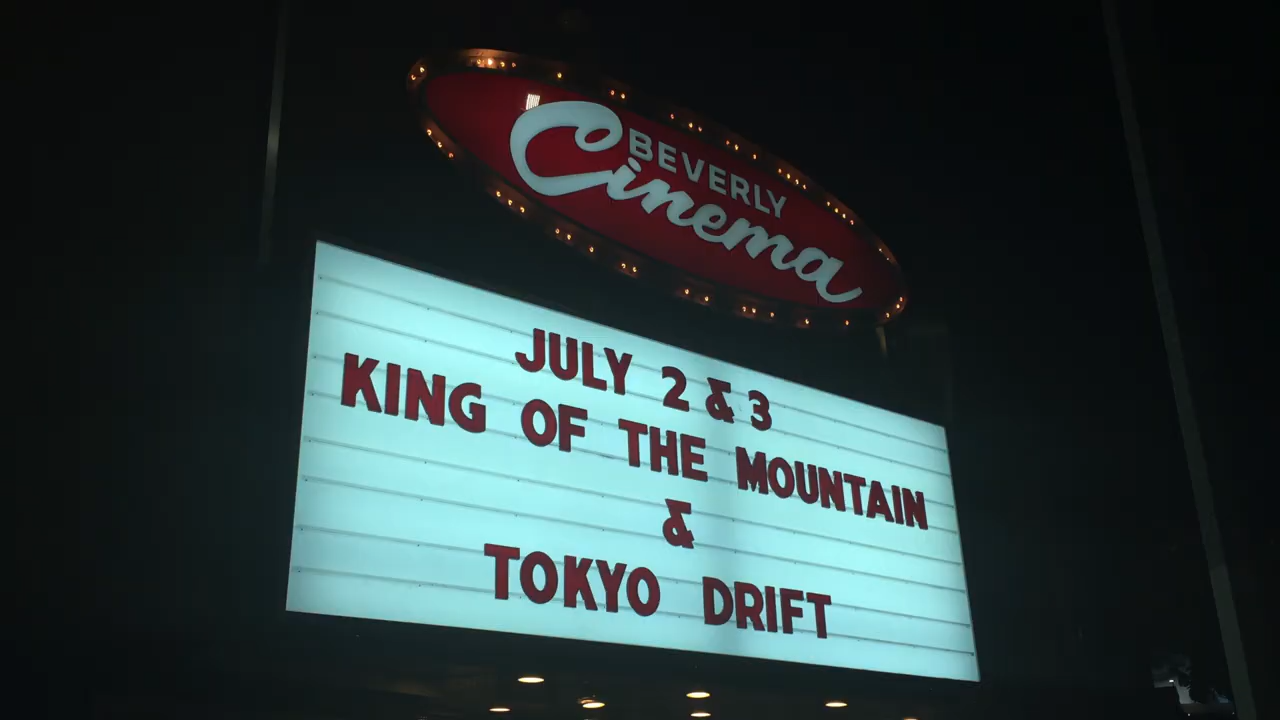 BEVERLY
Cinema
JULY 2 & 3
KING OF THE MOUNTAIN
&
TOKYO DRIFT